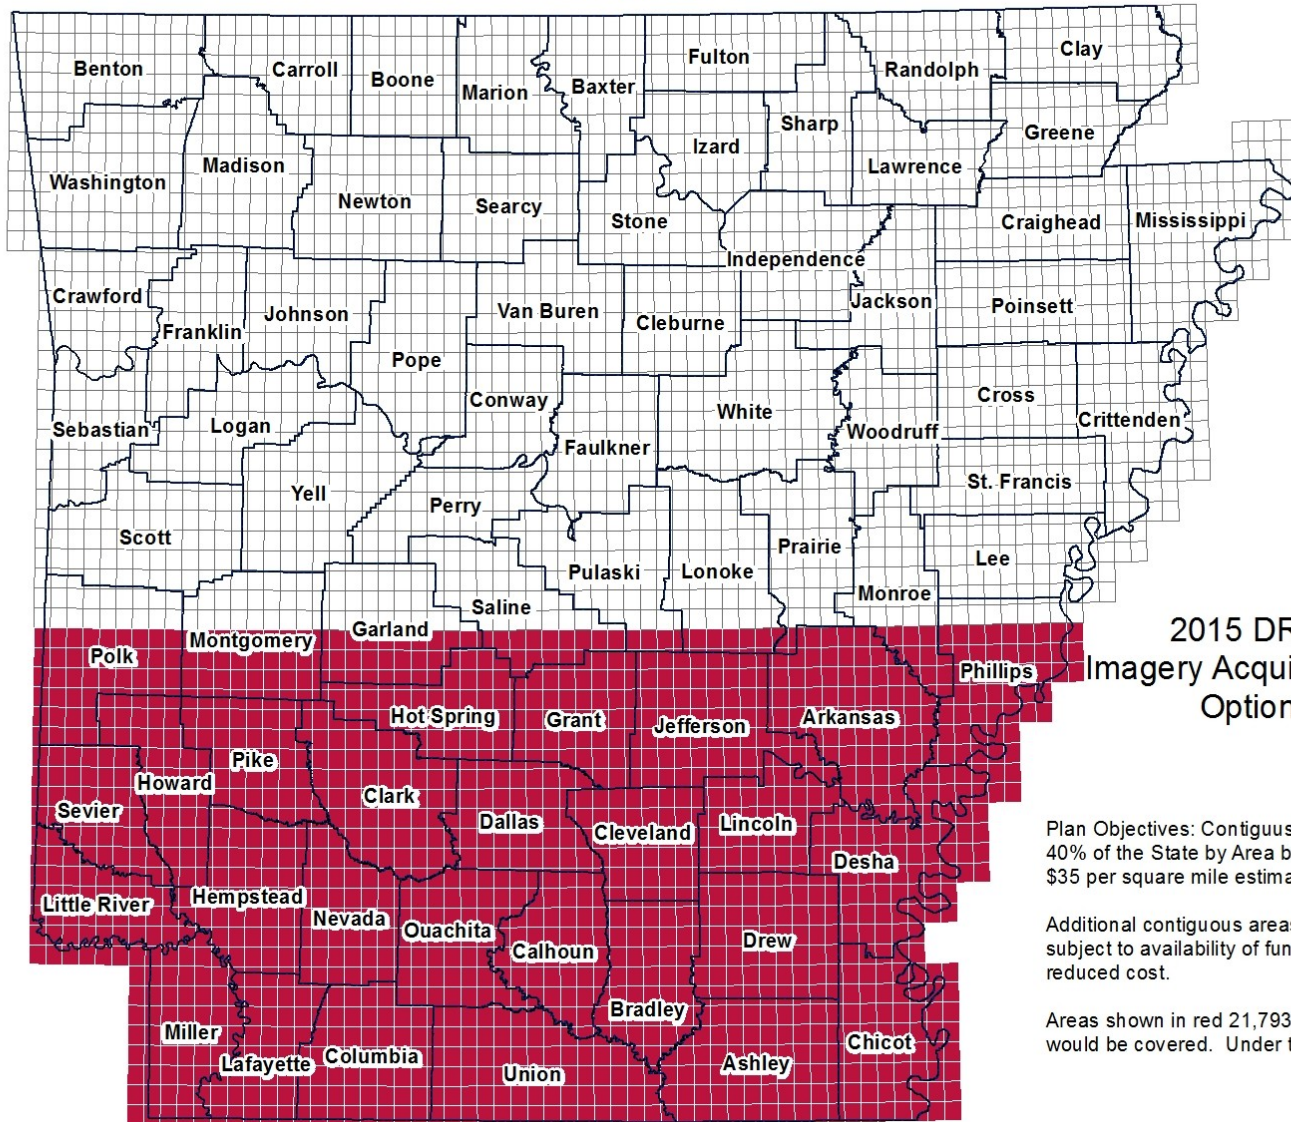 Benton
Carroll
Boone
Marion
Baxter
Fulton
Randolph
Clay
Sharp
Izard
Greene
Lawrence
Madison
Washington
Newton
Searcy
Stone
Craighead
Mississippi
Independence
Crawford
Franklin
Johnson
Van Buren
Cleburne
Jackson
Poinsett
Pope
Conway
White
Cross
Crittenden
Sebastian
Logan
Faulkner
Woodruff
Yell
Perry
St. Francis
Scott
Pulaski
Lonoke
Prairie
Lee
Saline
Monroe
Garland
Montgomery
Polk
Phillips
2015 DR
Imagery Acqui
Option
Hot Spring
Grant
Jefferson
Arkansas
Pike
Howard
Clark
Sevier
Dallas
Cleveland
Lincoln
Desha
Little River
Hempstead
Nevada
Ouachita
Calhoun
Drew
Bradley
Miller
Lafayette
Columbia
Union
Ashley
Chicot
Plan Objectives: Contiguus
40% of the State by Area b
$35 per square mile estima
Additional contiguous areas
subject to availability of fun
reduced cost.
Areas shown in red 21,793
would be covered. Under t